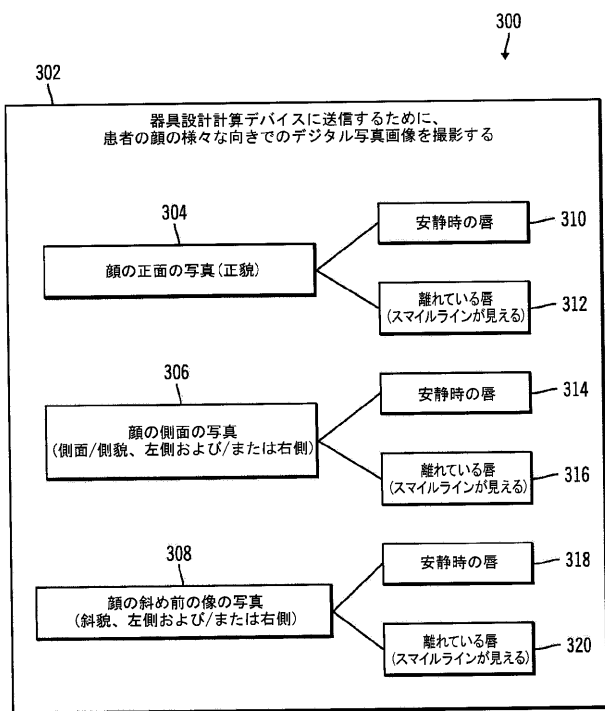 300
302
器具設計計算デバイスに送信するために、
患者の顔の様々な向きでのデジタル写真画像を撮影する
304
顔の正面の写真(正貌)
安静時の唇
310
離れている唇
(スマイルラインが見える)
312
306
顔の側面の写真
(側面/側貌、左側および/または右側)
安静時の唇
314
離れている唇
(スマイルラインが見える)
316
308
顔の斜め前の像の写真
(斜貌、左側および/または右側)
安静時の唇
318
離れている唇
(スマイルラインが見える)
320